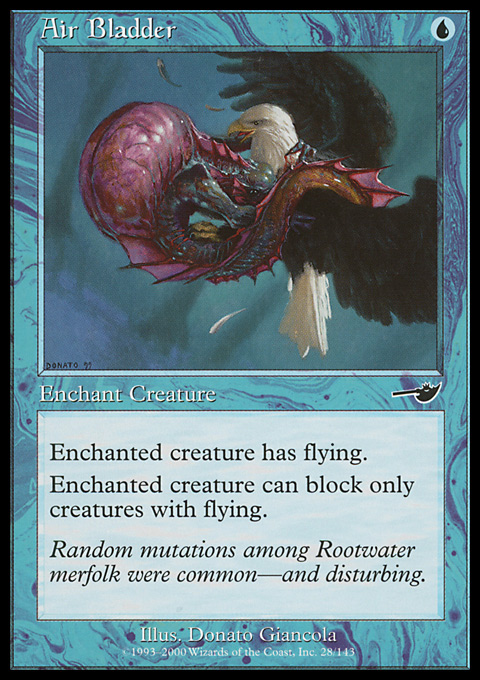 Air Bladder
DONATO 99
Enchant Creature
Enchanted creature has flying.
Enchanted creature can block only
creatures with flying.
Random mutations among Rootwater
merfolk were common—and disturbing.
Illus. Donato Giancola
©1993–2000 Wizards of the Coast, Inc. 28/143